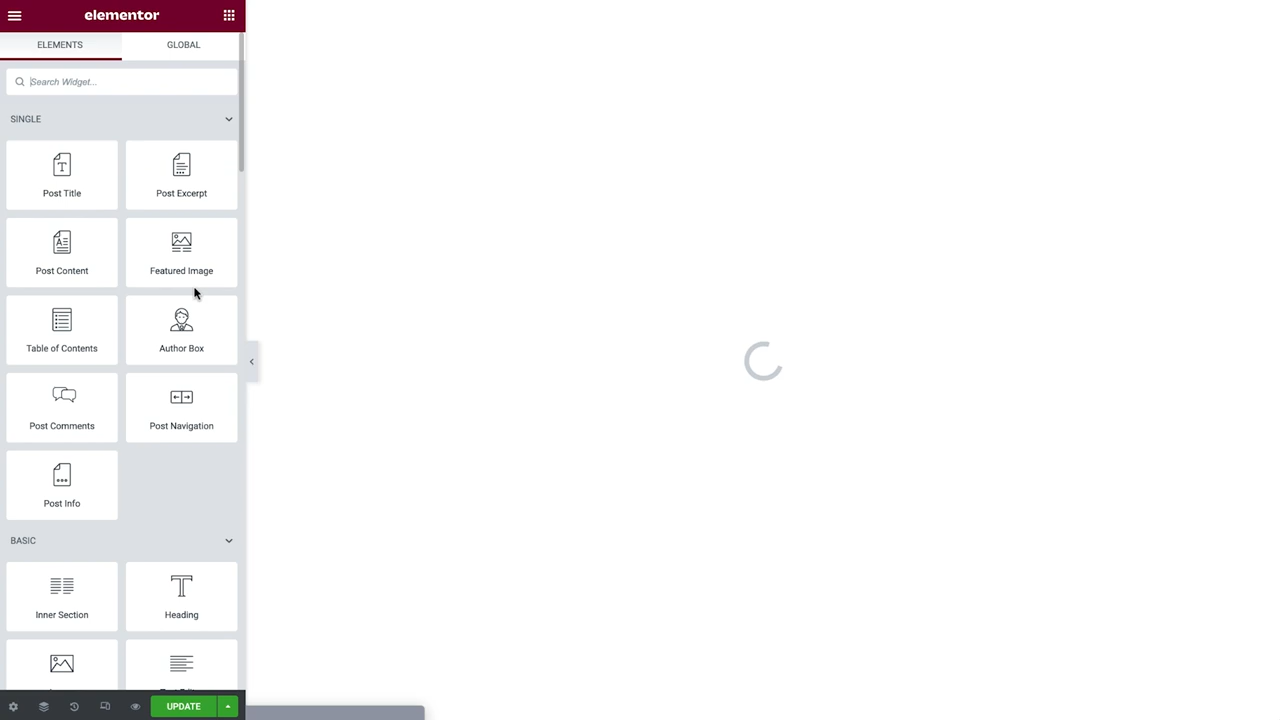 elementor
ELEMENTS GLOBAL
Search Widget...
SINGLE
Post Title Post Excerpt
Post Content Featured Image
Table of Contents Author Box
Post Comments Post Navigation
Post Info
BASIC
Inner Section Heading
UPDATE